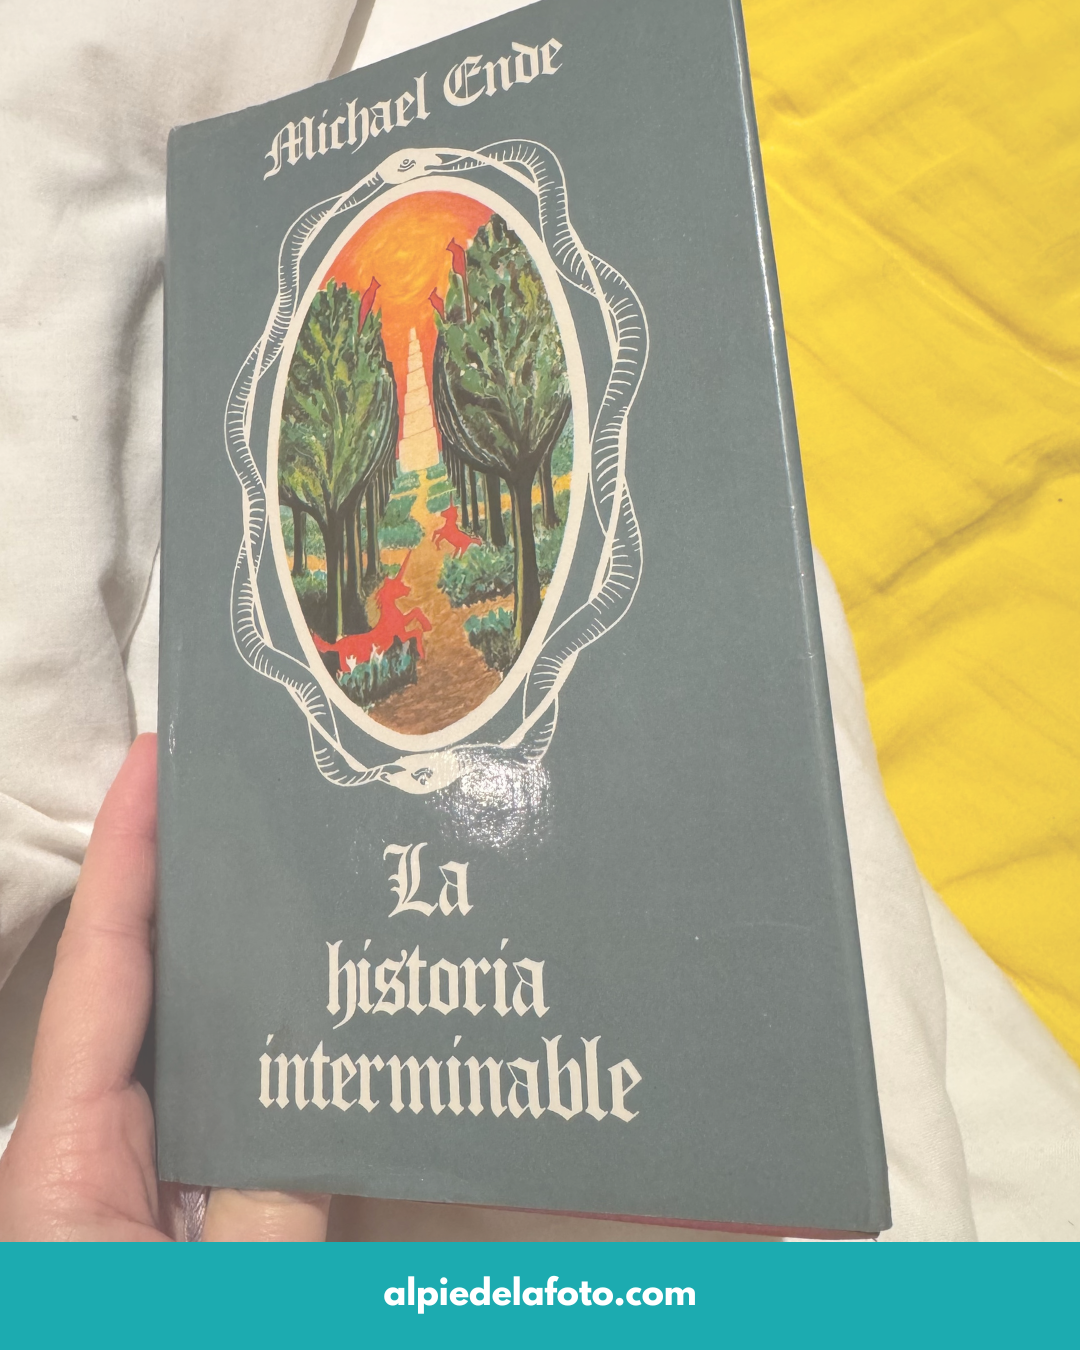 Michael Ende
La
historia
interminable
alpiedelafoto.com